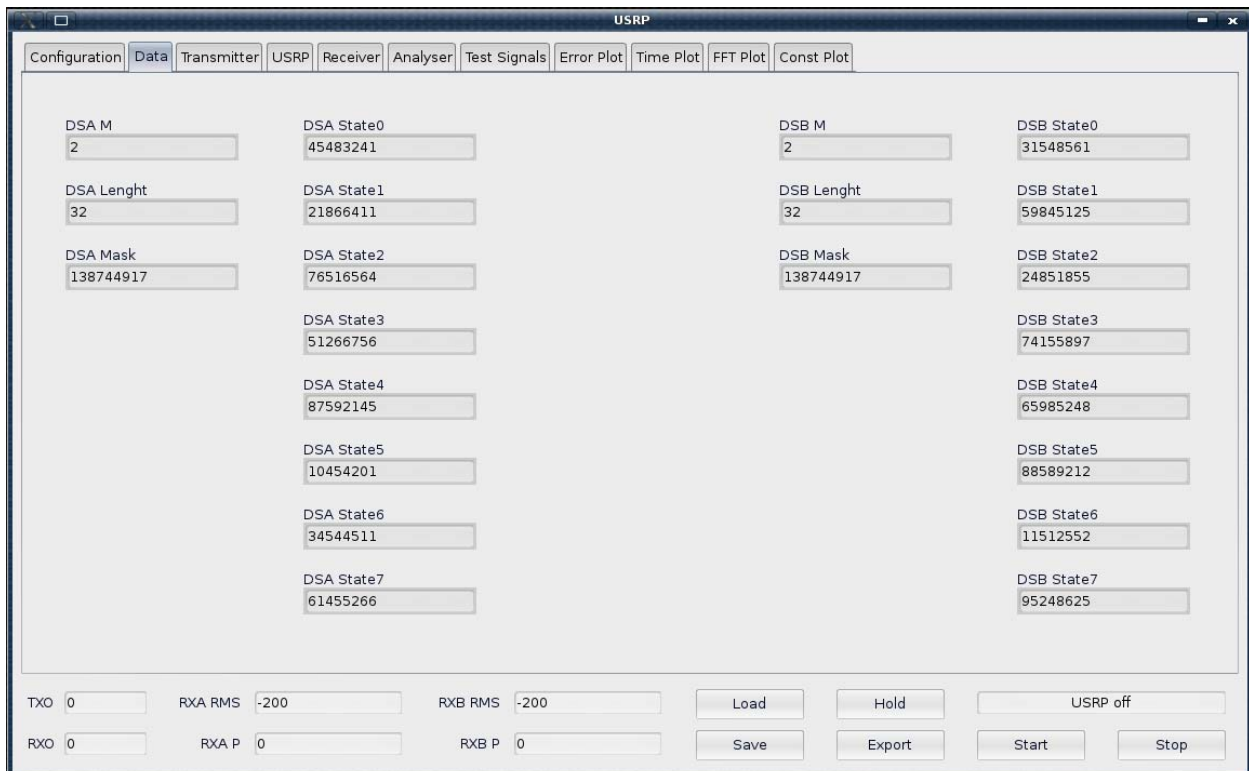 USRP
Configuration Data Transmitter USRP Receiver Analyser Test Signals Error Plot Time Plot FFT Plot Const Plot
DSA M
2
DSA Lenght
32
DSA Mask
138744917
DSA State0
45483241
DSA State1
21866411
DSA State2
76516564
DSA State3
51266756
DSA State4
87592145
DSA State5
10454201
DSA State6
34544511
DSA State7
61455266
DSB M
2
DSB Lenght
32
DSB Mask
138744917
DSB State0
31548561
DSB State1
59845125
DSB State2
24851855
DSB State3
74155897
DSB State4
65985248
DSB State5
88589212
DSB State6
11512552
DSB State7
95248625
TXO 0 RXA RMS -200 RXB RMS -200 Load Hold USRP off
RXO 0 RXA P 0 RXB P 0 Save Export Start Stop